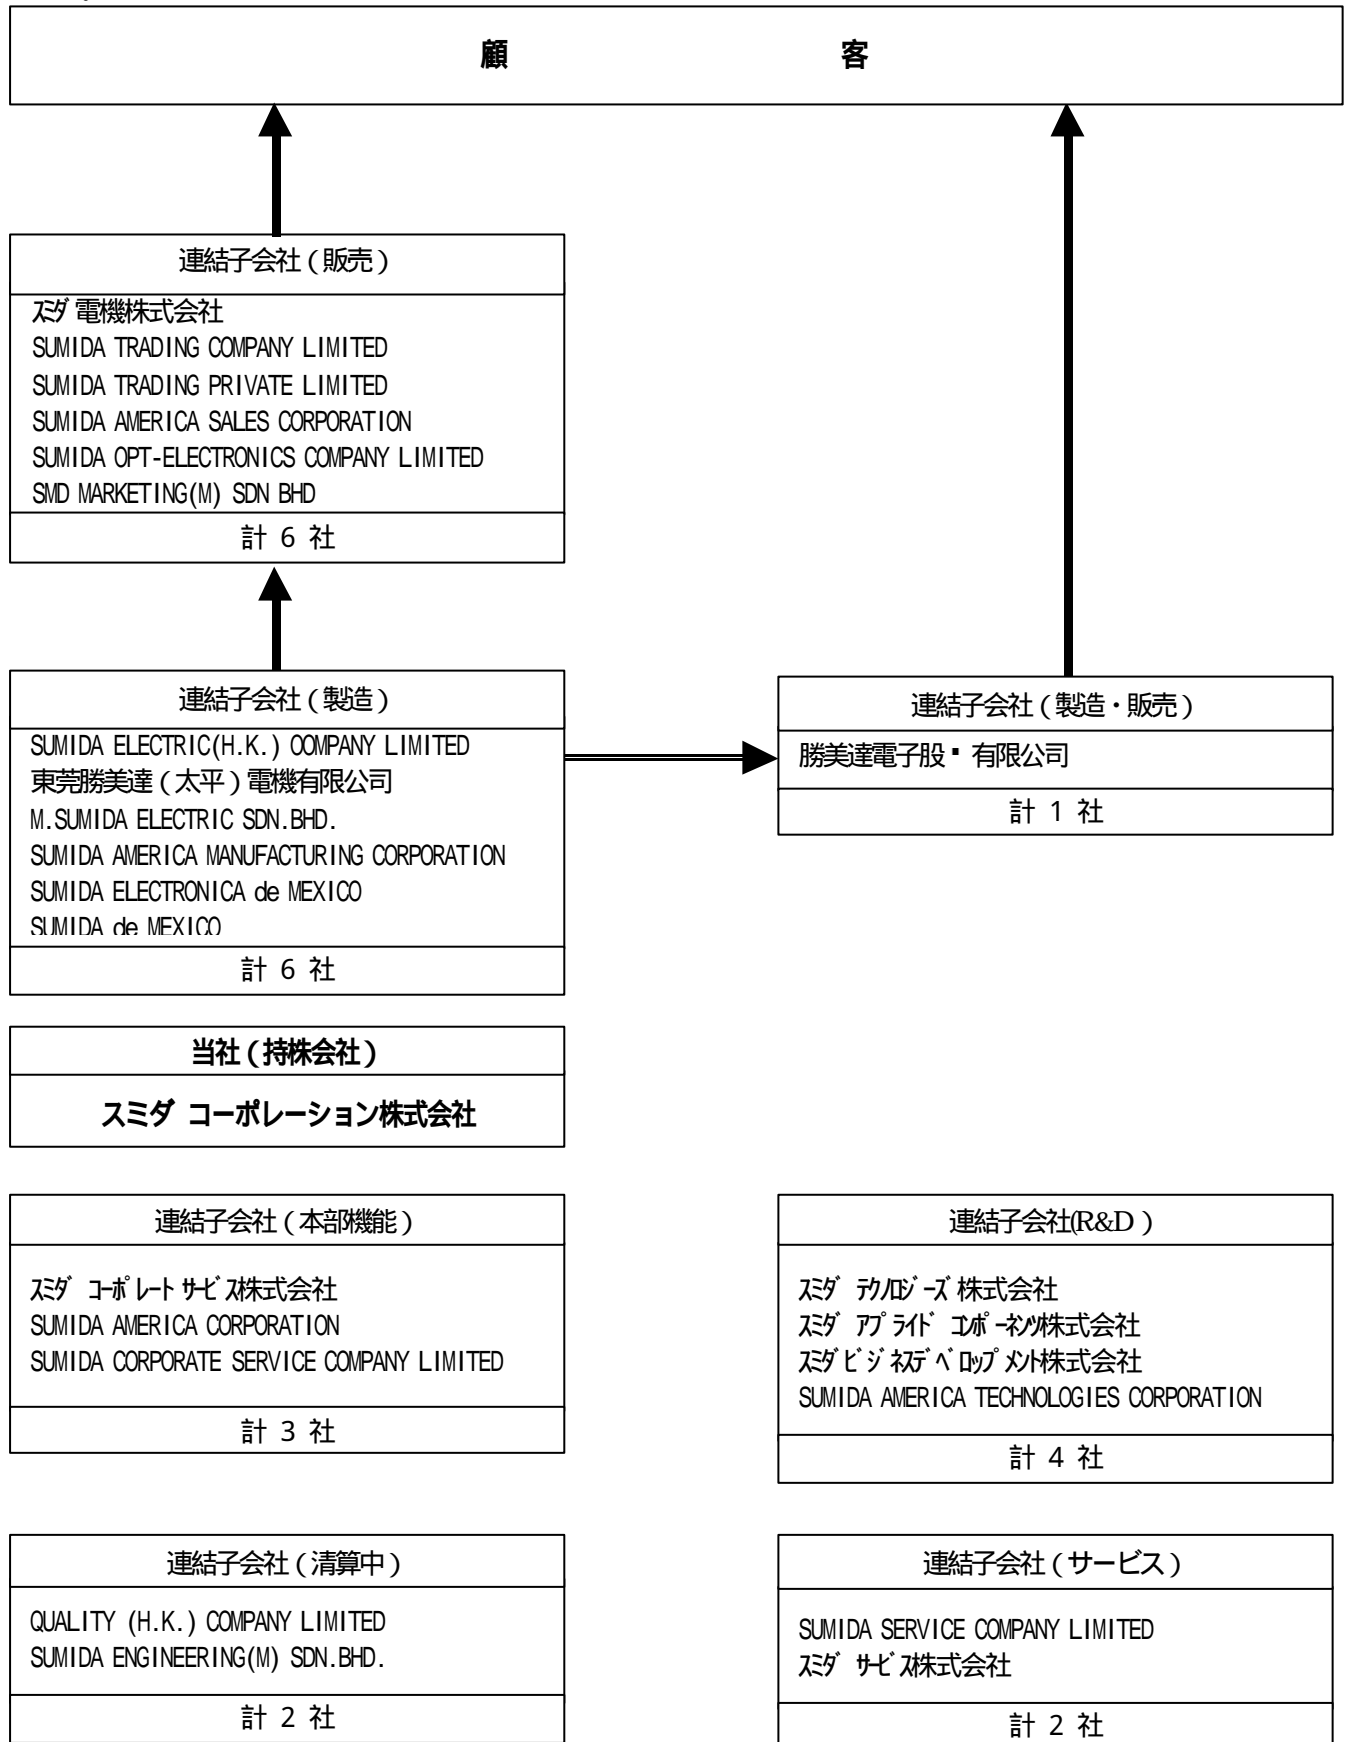 顧 客
連結子会社(販売)
スミダ電機株式会社
SUMIDA TRADING COMPANY LIMITED
SUMIDA TRADING PRIVATE LIMITED
SUMIDA AMERICA SALES CORPORATION
SUMIDA OPT-ELECTRONICS COMPANY LIMITED
SMD MARKETING(M) SDN BHD
計 6 社
連結子会社(製造)
SUMIDA ELECTRIC(H.K.) COMPANY LIMITED
東莞勝美達(太平)電機有限公司
M.SUMIDA ELECTRIC SDN.BHD.
SUMIDA AMERICA MANUFACTURING CORPORATION
SUMIDA ELECTRONICA de MEXICO
SUMIDA de MEXICO
計 6 社
連結子会社(製造・販売)
勝美達電子股・有限公司
計 1 社
当社(持株会社)
スミダ コーポレーション株式会社
連結子会社(本部機能)
スミダ コーポレートサービス株式会社
SUMIDA AMERICA CORPORATION
SUMIDA CORPORATE SERVICE COMPANY LIMITED
計 3 社
連結子会社(R&D)
スミダ テクノロジーズ株式会社
スミダ アプライド コンポーネンツ株式会社
スミダビジネスデベロップメント株式会社
SUMIDA AMERICA TECHNOLOGIES CORPORATION
計 4 社
連結子会社(清算中)
QUALITY (H.K.) COMPANY LIMITED
SUMIDA ENGINEERING(M) SDN.BHD.
計 2 社
連結子会社(サービス)
SUMIDA SERVICE COMPANY LIMITED
スミダ サービス株式会社
計 2 社